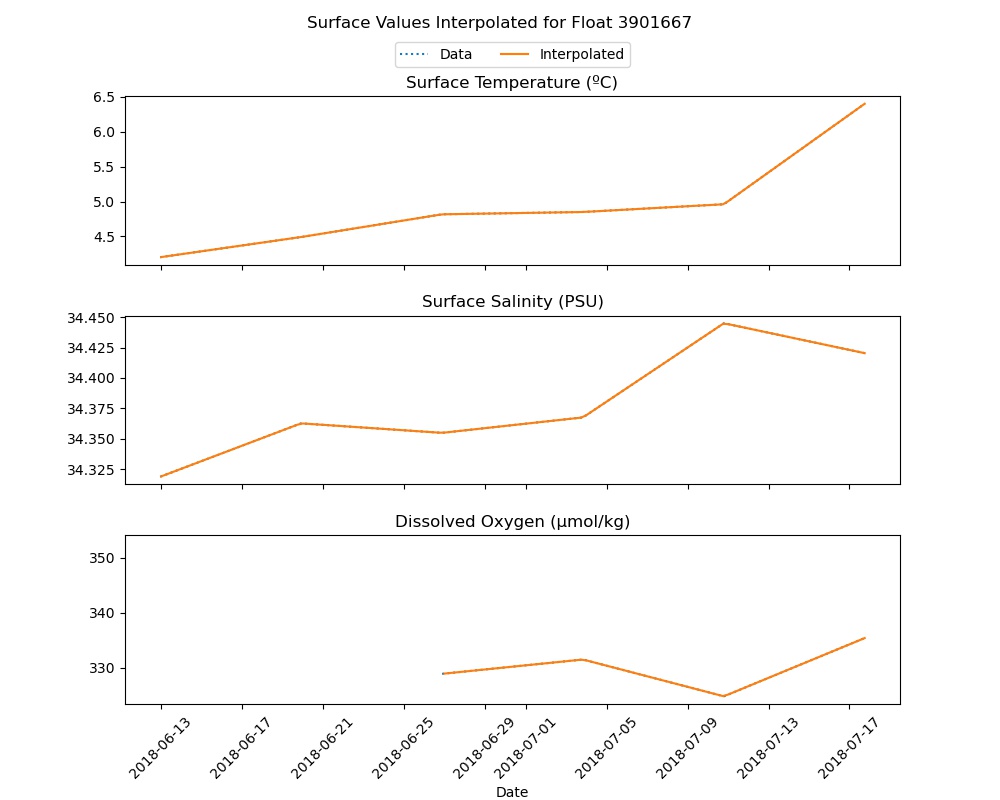 Surface Values Interpolated for Float 3901667
Data Interpolated
Surface Temperature (ºC)
6.5
6.0
5.5
5.0
4.5
Surface Salinity (PSU)
34.450
34.425
34.400
34.375
34.350
34.325
Dissolved Oxygen (µmol/kg)
350
340
330
2018-06-13 2018-06-17 2018-06-21 2018-06-25 2018-06-29 2018-07-01 2018-07-05 2018-07-09 2018-07-13 2018-07-17
Date